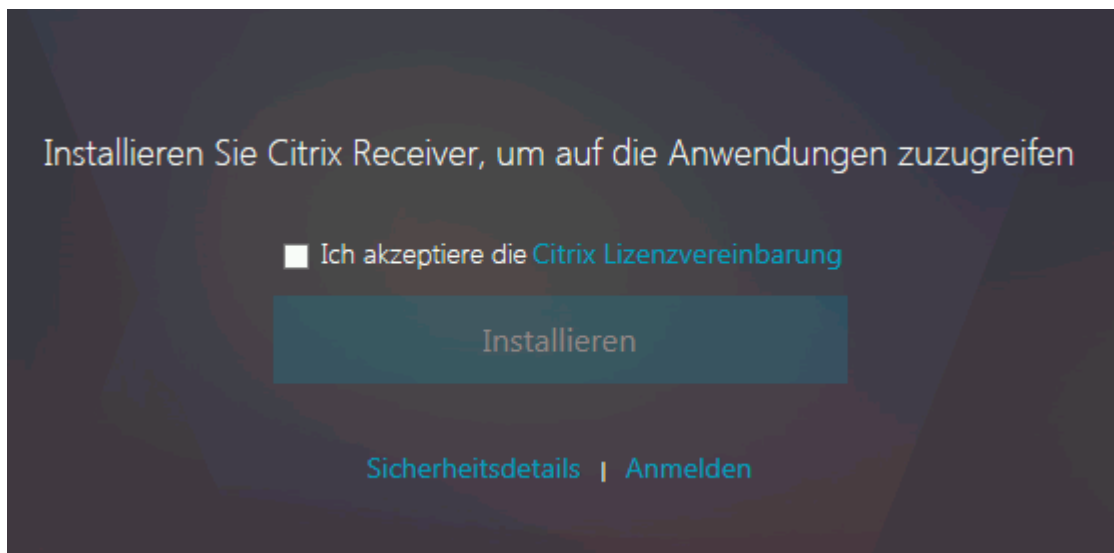 Installieren Sie Citrix Receiver, um auf die Anwendungen zuzugreifen
Ich akzeptiere die Citrix Lizenzvereinbarung
Installieren
Sicherheitsdetails | Anmelden